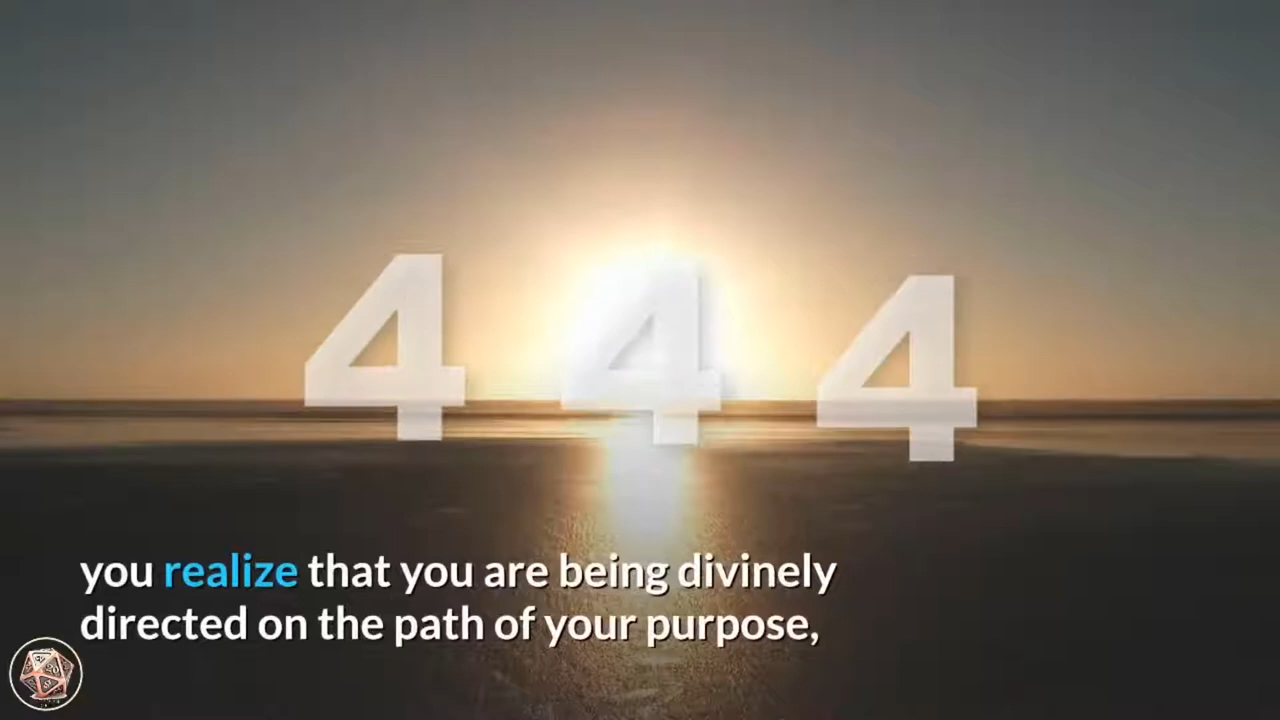 4 4 4
you realize that you are being divinely
directed on the path of your purpose,